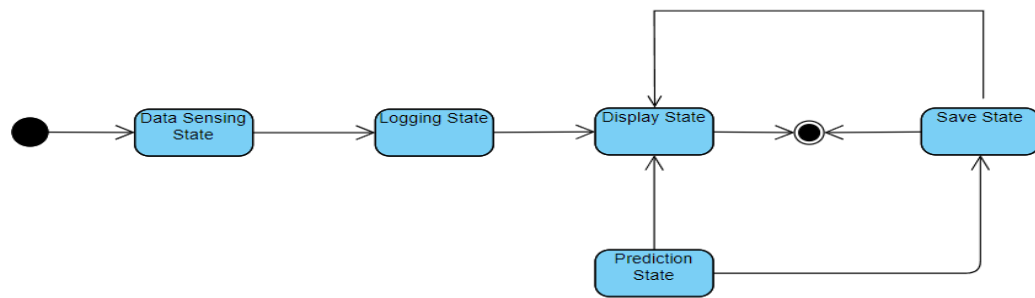 Data Sensing
State
Logging State
Display State
Save State
Prediction
State